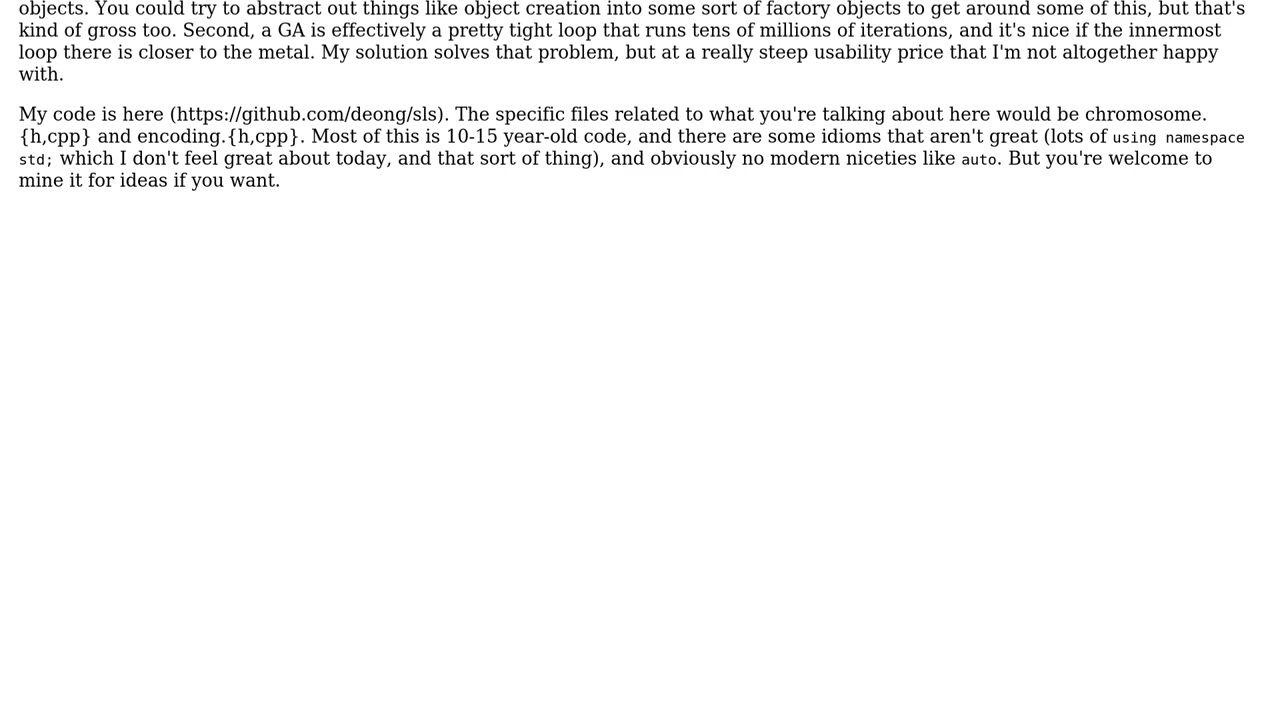 objects. You could try to abstract out things like object creation into some sort of factory objects to get around some of this, but that's
kind of gross too. Second, a GA is effectively a pretty tight loop that runs tens of millions of iterations, and it's nice if the innermost
loop there is closer to the metal. My solution solves that problem, but at a really steep usability price that I'm not altogether happy
with.
My code is here (https://github.com/deong/sls). The specific files related to what you're talking about here would be chromosome.
{h,cpp} and encoding.{h,cpp}. Most of this is 10-15 year-old code, and there are some idioms that aren't great (lots of using namespace
std; which I don't feel great about today, and that sort of thing), and obviously no modern niceties like auto. But you're welcome to
mine it for ideas if you want.